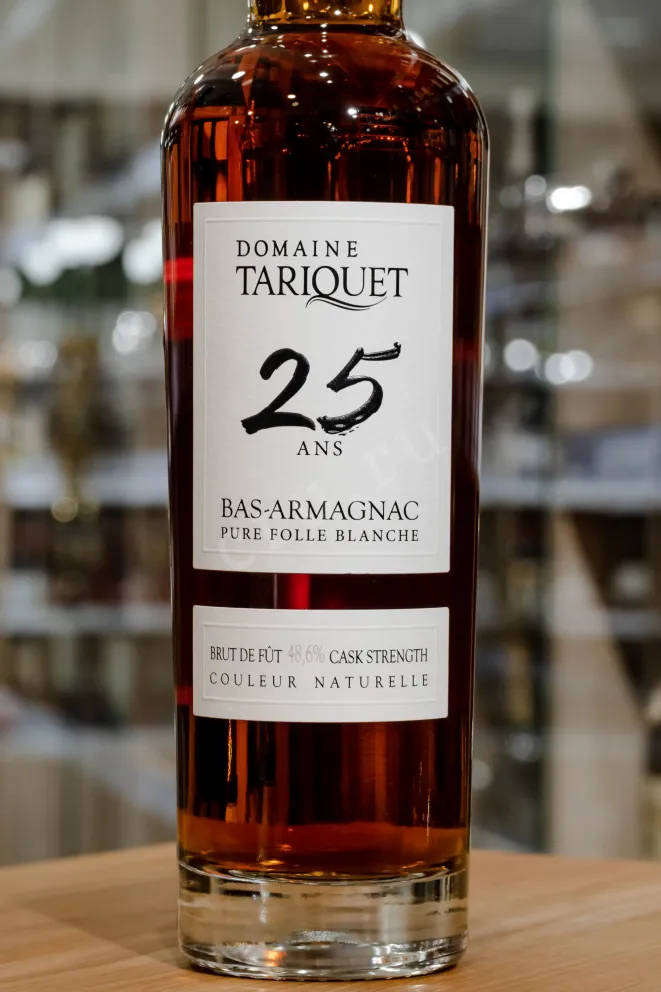 DOMAINE
TARIQUET
25
ANS
BAS-ARMAGNAC
PURE FOLLE BLANCHE
BRUT DE FÛT 48,6% CASK STRENGTH
COULEUR NATURELLE